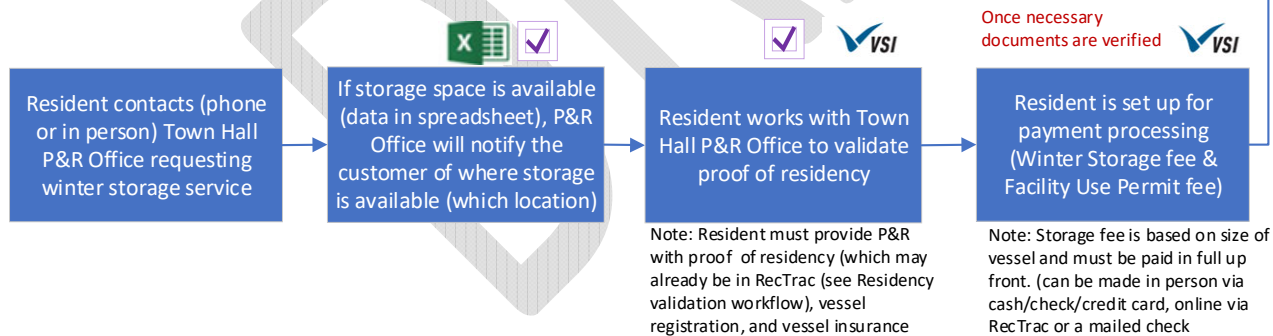 Once necessary
documents are verified
VSI
VSI
Resident contacts (phone
or in person) Town Hall
P&R Office requesting
winter storage service
If storage space is available
(data in spreadsheet), P&R
Office will notify the
customer of where storage
is available (which location)
Resident works with Town
Hall P&R Office to validate
proof of residency
Resident is set up for
payment processing
(Winter Storage fee &
Facility Use Permit fee)
Note: Resident must provide P&R
with proof of residency (which may
already be in RecTrac (see Residency
validation workflow), vessel
registration, and vessel insurance
Note: Storage fee is based on size of
vessel and must be paid in full up
front. (can be made in person via
cash/check/credit card, online via
RecTrac or a mailed check